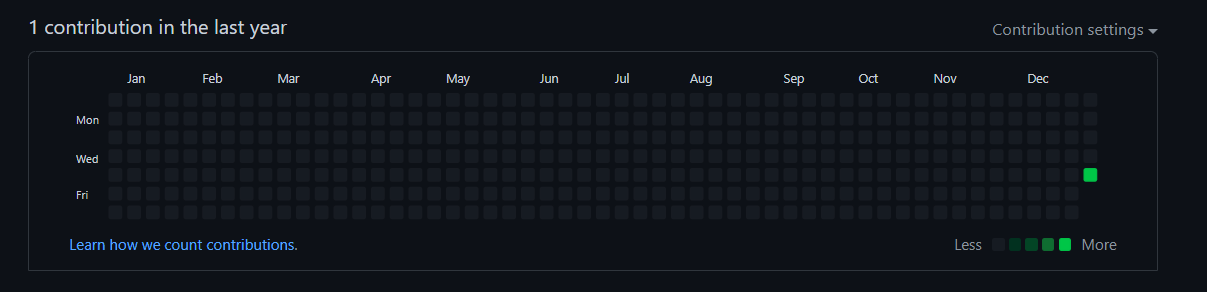 1 contribution in the last year
Contribution settings
Jan Feb Mar Apr May Jun Jul Aug Sep Oct Nov Dec
Mon
Wed
Fri
Learn how we count contributions.
Less More